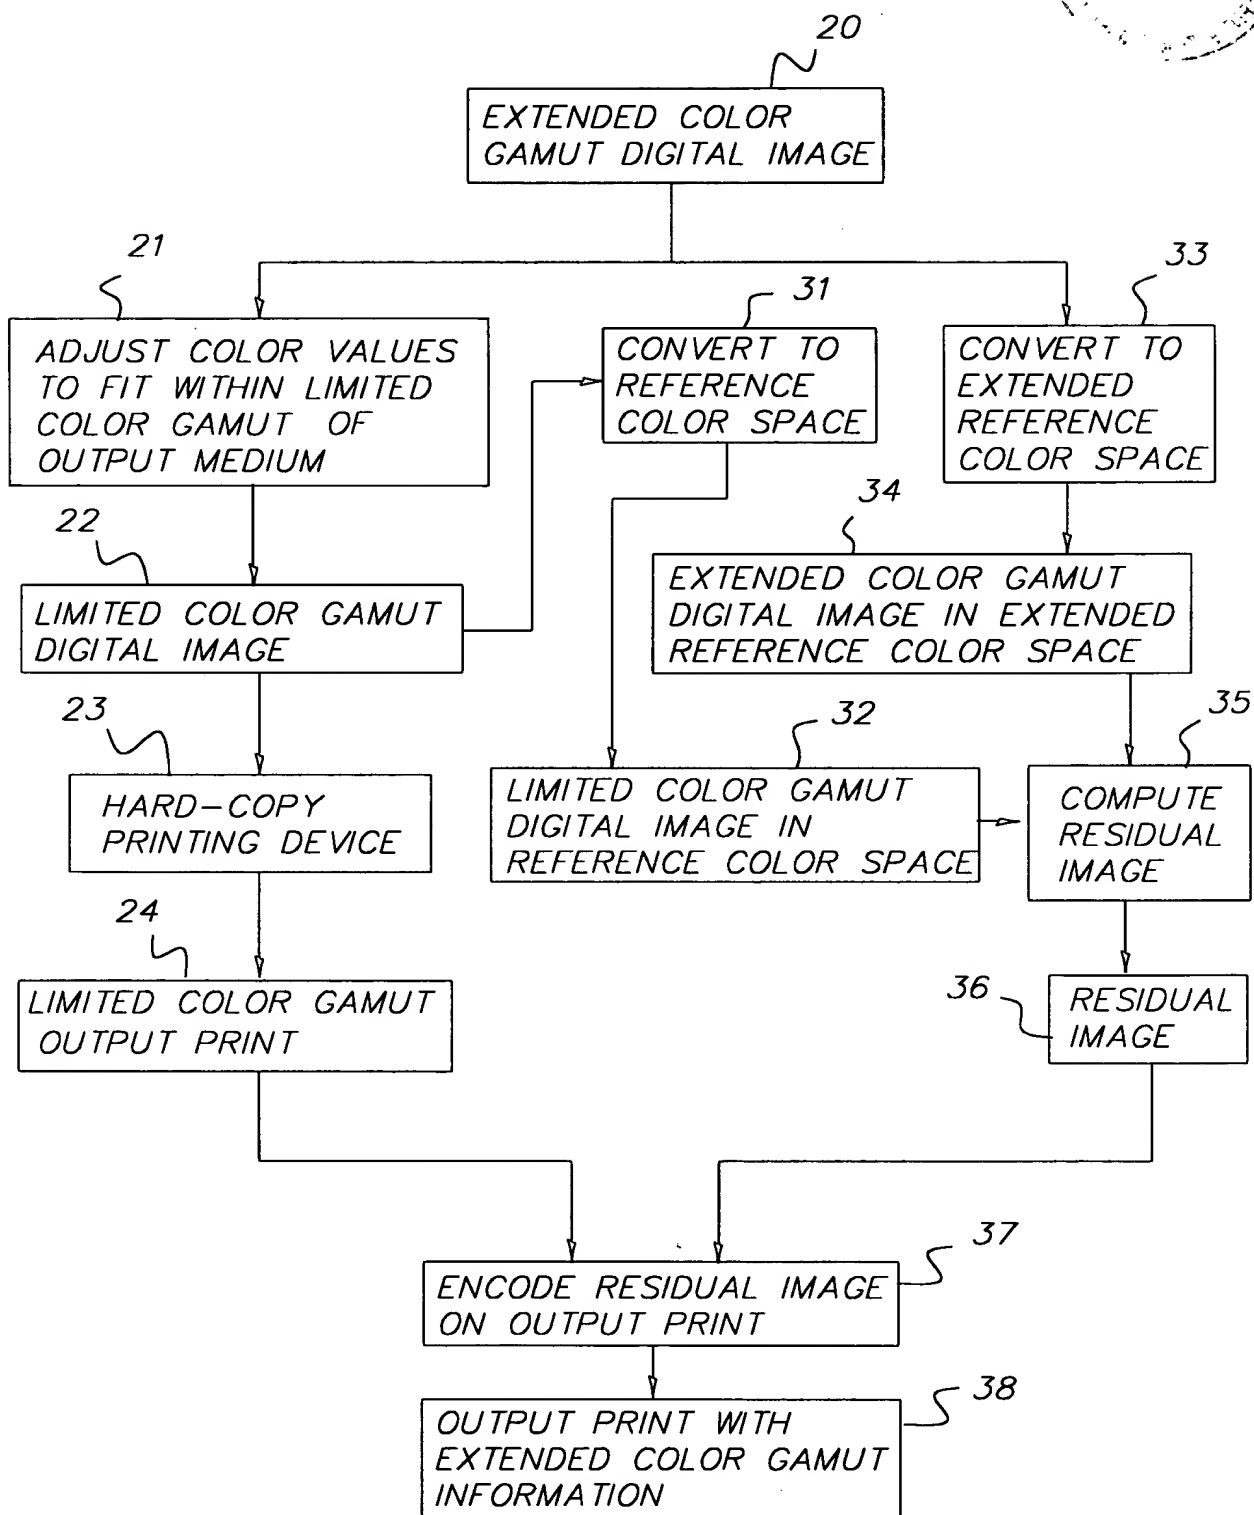 20
EXTENDED COLOR
GAMUT DIGITAL IMAGE
21
ADJUST COLOR VALUES
TO FIT WITHIN LIMITED
COLOR GAMUT OF
OUTPUT MEDIUM
31
CONVERT TO
REFERENCE
COLOR SPACE
33
CONVERT TO
EXTENDED
REFERENCE
COLOR SPACE
22
LIMITED COLOR GAMUT
DIGITAL IMAGE
34
EXTENDED COLOR GAMUT
DIGITAL IMAGE IN EXTENDED
REFERENCE COLOR SPACE
23
HARD-COPY
PRINTING DEVICE
32
LIMITED COLOR GAMUT
DIGITAL IMAGE IN
REFERENCE COLOR SPACE
35
COMPUTE
RESIDUAL
IMAGE
24
LIMITED COLOR GAMUT
OUTPUT PRINT
36
RESIDUAL
IMAGE
37
ENCODE RESIDUAL IMAGE
ON OUTPUT PRINT
38
OUTPUT PRINT WITH
EXTENDED COLOR GAMUT
INFORMATION